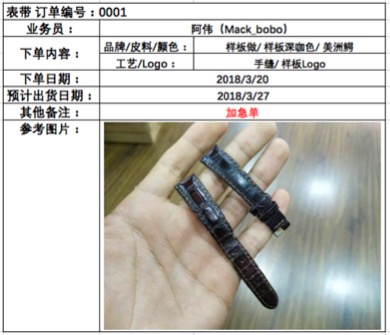 表带 订单编号：0001
业务员： 阿伟（Mack_bobo）
下单内容： 品牌/皮料/颜色： 样板做/ 样板深咖色/ 美洲鳄
工艺/Logo： 手缝/ 样板Logo
下单日期： 2018/3/20
预计出货日期： 2018/3/27
其他备注： 加急单
参考图片：